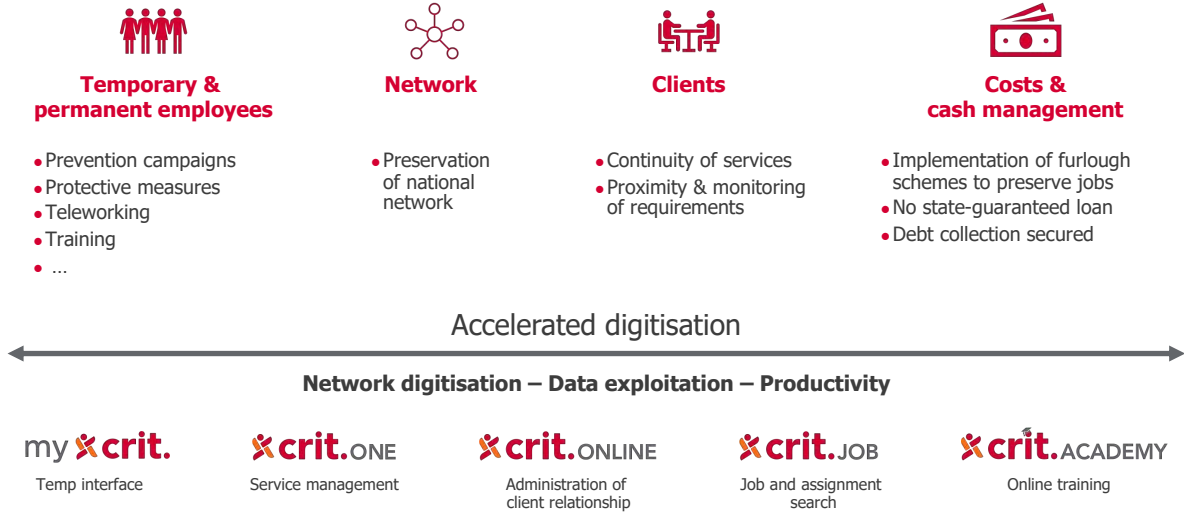 Temporary &
permanent employees
• Prevention campaigns
• Protective measures
• Teleworking
• Training
• ...
Network
• Preservation
of national
network
Clients
• Continuity of services
• Proximity & monitoring
of requirements
Costs &
cash management
• Implementation of furlough
schemes to preserve jobs
• No state-guaranteed loan
• Debt collection secured
Accelerated digitisation
Network digitisation – Data exploitation – Productivity
my crit.
Temp interface
crit.ONE
Service management
crit.ONLINE
Administration of
client relationship
crit.JOB
Job and assignment
search
crit.ACADEMY
Online training